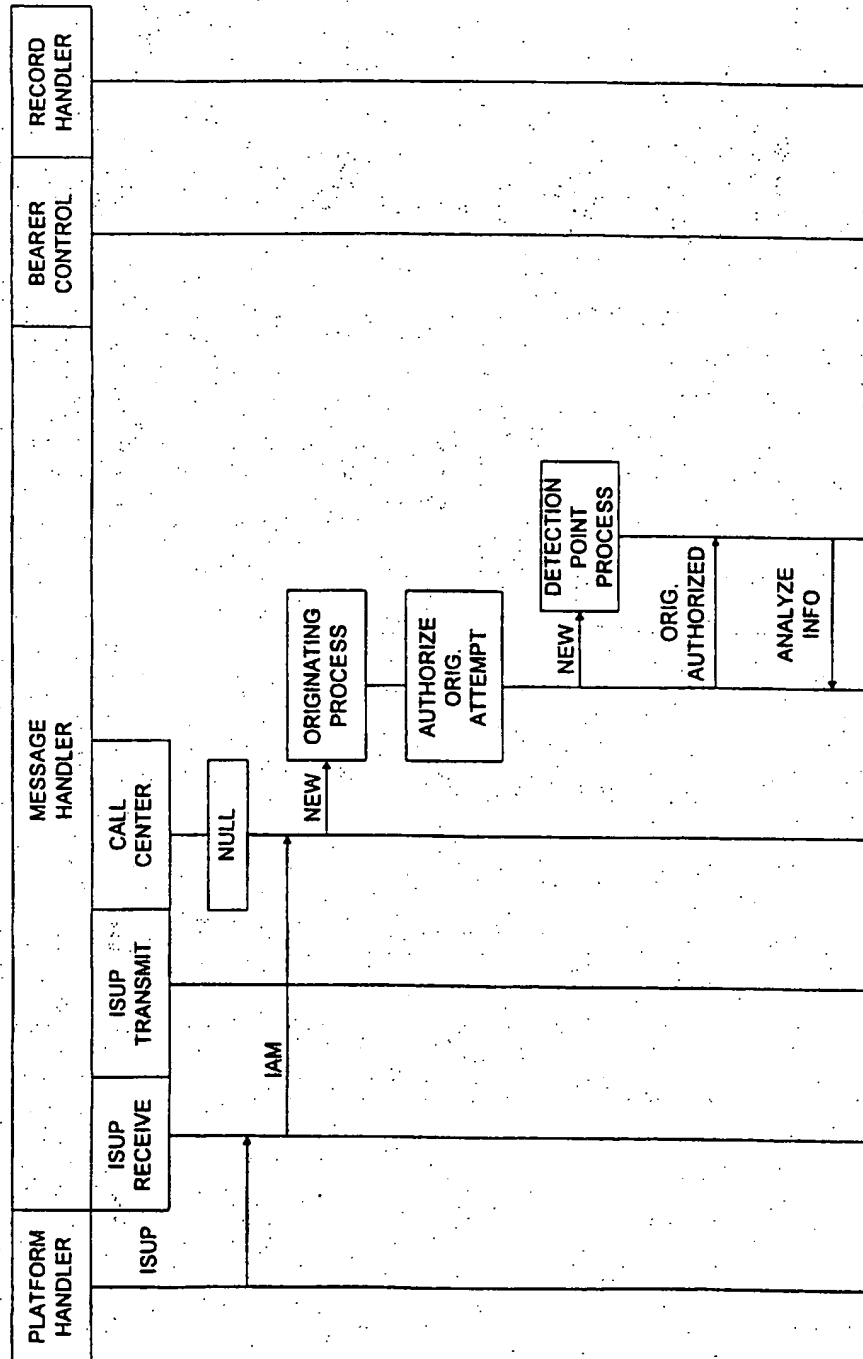 PLATFORM
HANDLER
MESSAGE
HANDLER
BEARER
CONTROL
RECORD
HANDLER
ISUP
RECEIVE
ISUP
TRANSMIT
CALL
CENTER
ISUP
NULL
IAM
NEW
ORIGINATING
PROCESS
AUTHORIZE
ORIG.
ATTEMPT
NEW
DETECTION
POINT
PROCESS
ORIG.
AUTHORIZED
ANALYZE
INFO